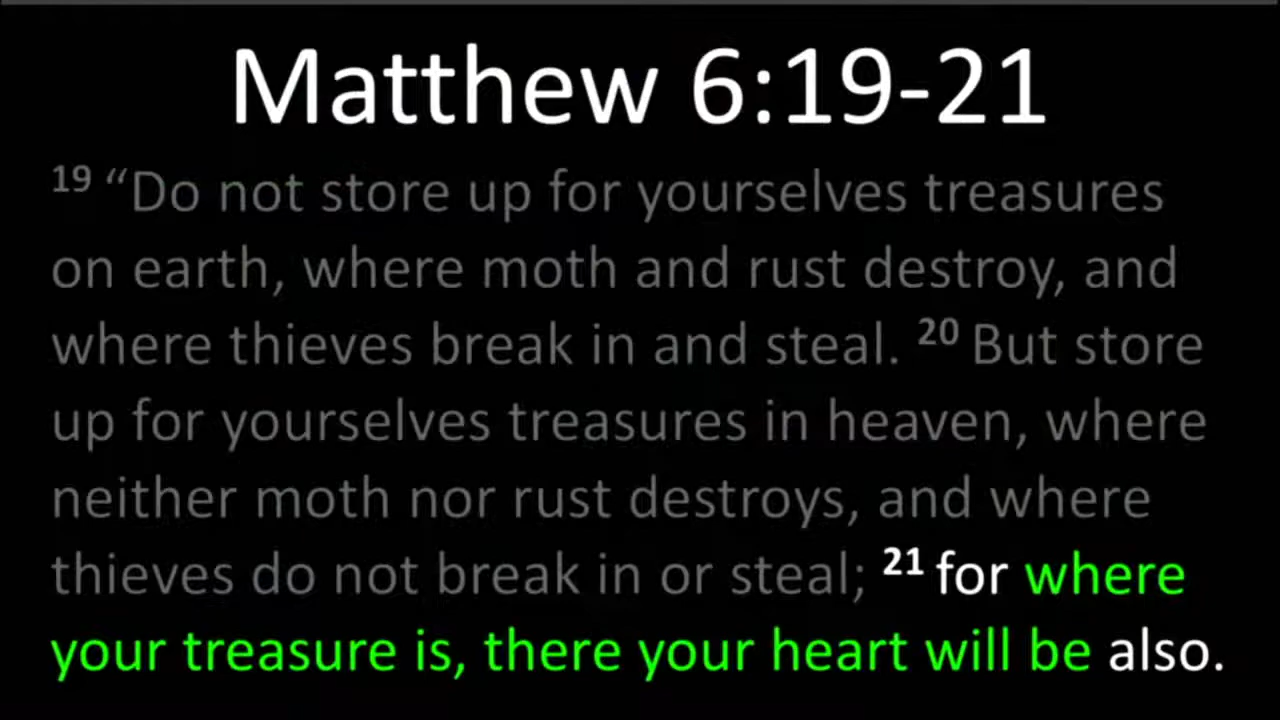 Matthew 6:19-21
19 “Do not store up for yourselves treasures
on earth, where moth and rust destroy, and
where thieves break in and steal. 20 But store
up for yourselves treasures in heaven, where
neither moth nor rust destroys, and where
thieves do not break in or steal; 21 for where
your treasure is, there your heart will be also.